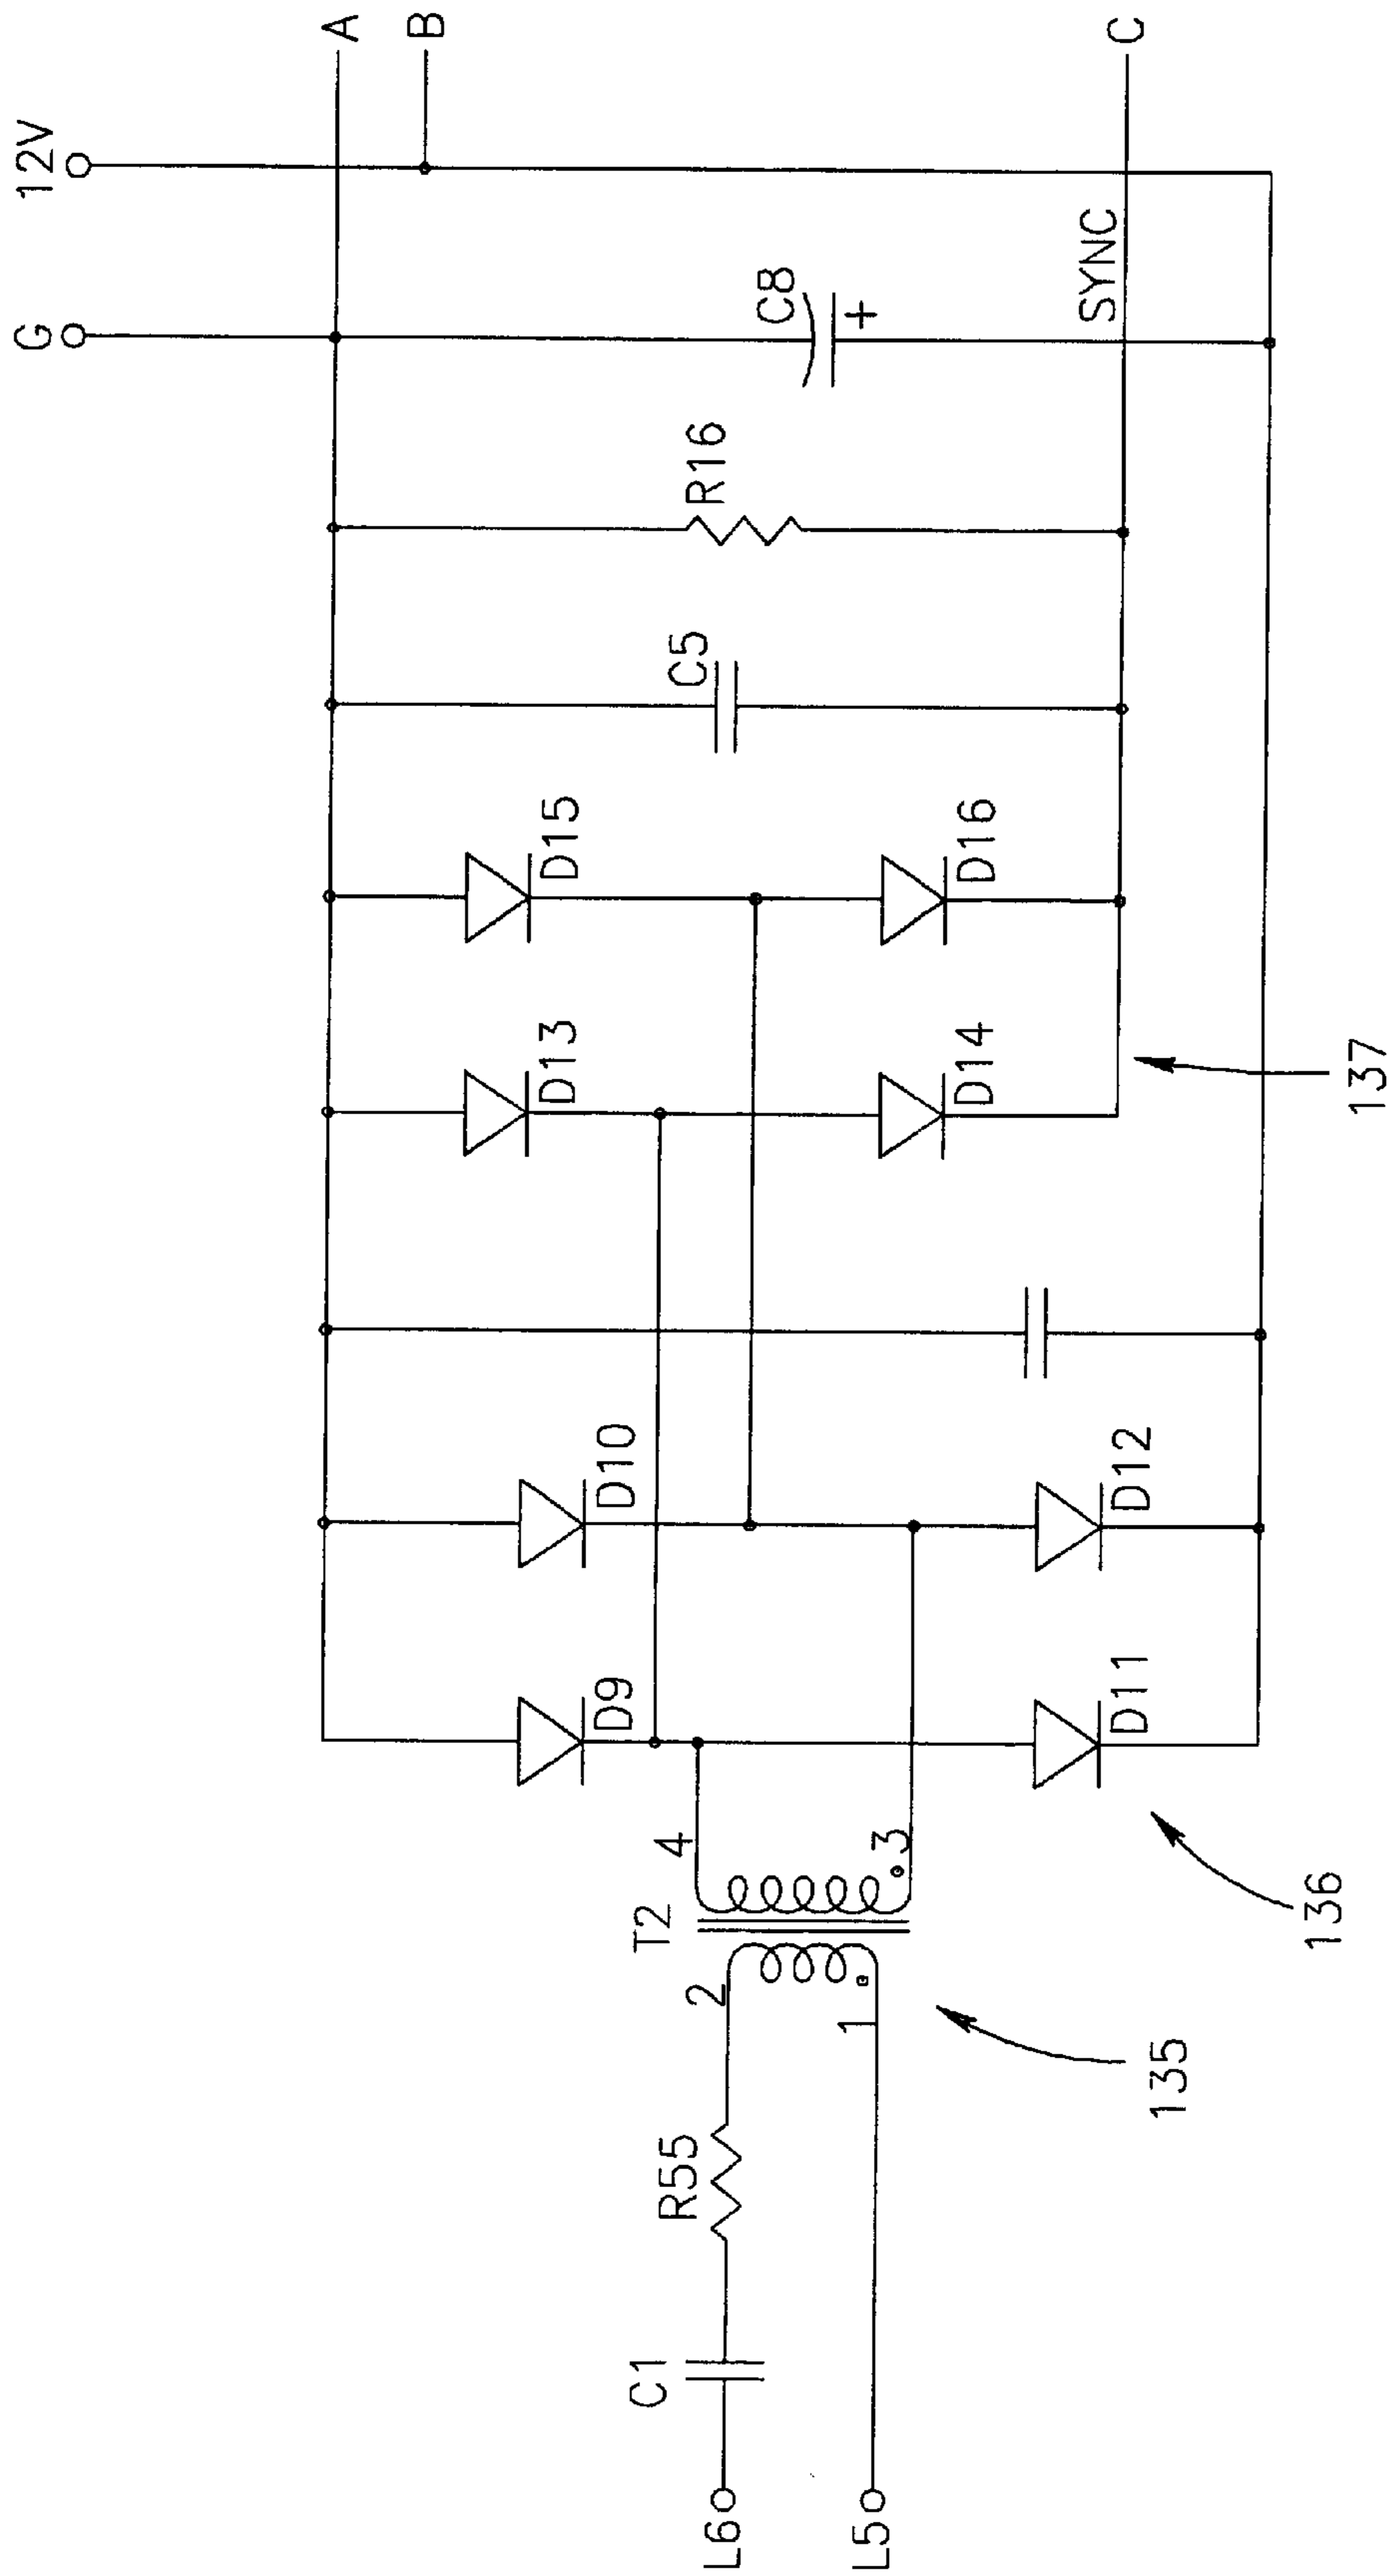 12V
G
A
B
C
SYNC
C8
R16
C5
D15
D16
D13
D14
137
D10
D12
D9
D11
136
4
3
T2
2
1
135
R55
C1
L6
L5
+